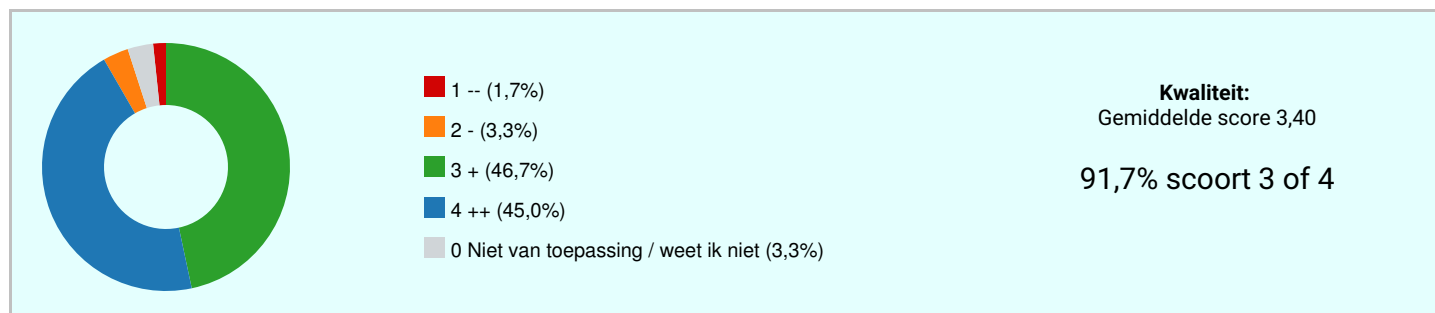 1 -- (1,7%)
2 - (3,3%)
3 + (46,7%)
4 ++ (45,0%)
0 Niet van toepassing / weet ik niet (3,3%)
Kwaliteit:
Gemiddelde score 3,40
91,7% scoort 3 of 4